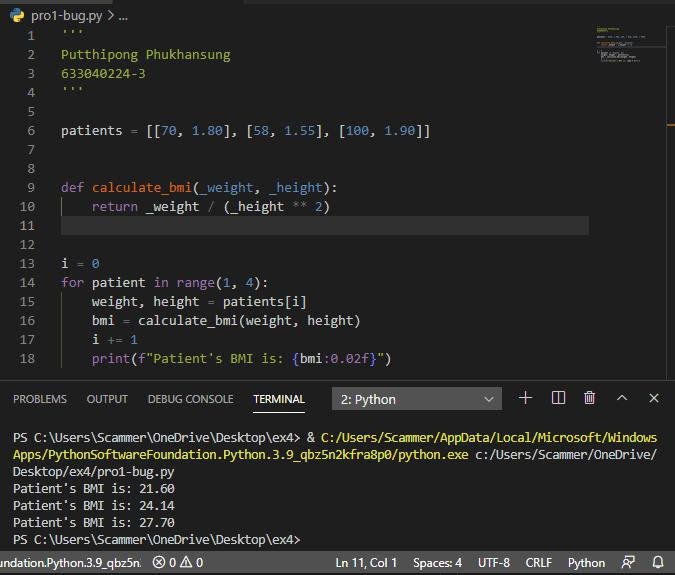 pro1-bug.py > ...
1 '''
2 Putthipong Phukhansung
3 633040224-3
4 '''
5
6 patients = [[70, 1.80], [58, 1.55], [100, 1.90]]
7
8
9 def calculate_bmi(_weight, _height):
10 return _weight / (_height ** 2)
11
12
13 i = 0
14 for patient in range(1, 4):
15 weight, height = patients[i]
16 bmi = calculate_bmi(weight, height)
17 i += 1
18 print(f"Patient's BMI is: {bmi:0.02f}")
PROBLEMS OUTPUT DEBUG CONSOLE TERMINAL 2: Python
PS C:\Users\Scammer\OneDrive\Desktop\ex4> & C:/Users/Scammer/AppData/Local/Microsoft/Windows
Apps/PythonSoftwareFoundation.Python.3.9_qbz5n2kfra8p0/python.exe c:/Users/Scammer/OneDrive/
Desktop/ex4/pro1-bug.py
Patient's BMI is: 21.60
Patient's BMI is: 24.14
Patient's BMI is: 27.70
PS C:\Users\Scammer\OneDrive\Desktop\ex4>
undation.Python.3.9_qbz5n 0 0 Ln 11, Col 1 Spaces: 4 UTF-8 CRLF Python